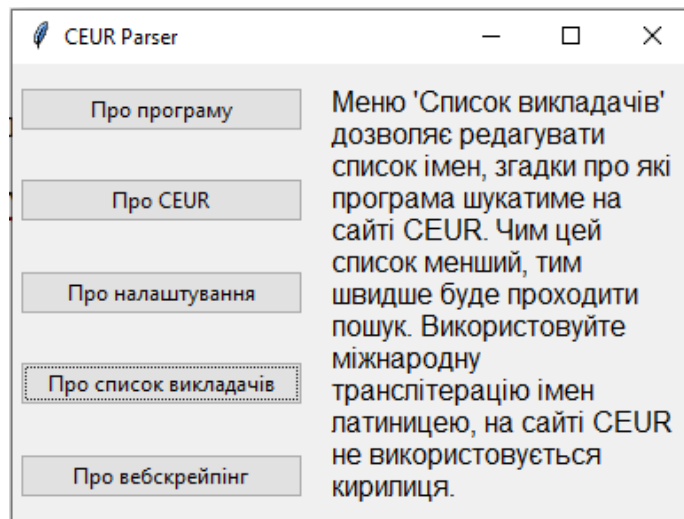 CEUR Parser
Про програму
Про CEUR
Про налаштування
Про список викладачів
Про вебскрейпінг
Меню 'Список викладачів'
дозволяє редагувати
список імен, згадки про які
програма шукатиме на
сайті CEUR. Чим цей
список менший, тим
швидше буде проходити
пошук. Використовуйте
міжнародну
транслітерацію імен
латиницею, на сайті CEUR
не використовується
кирилиця.